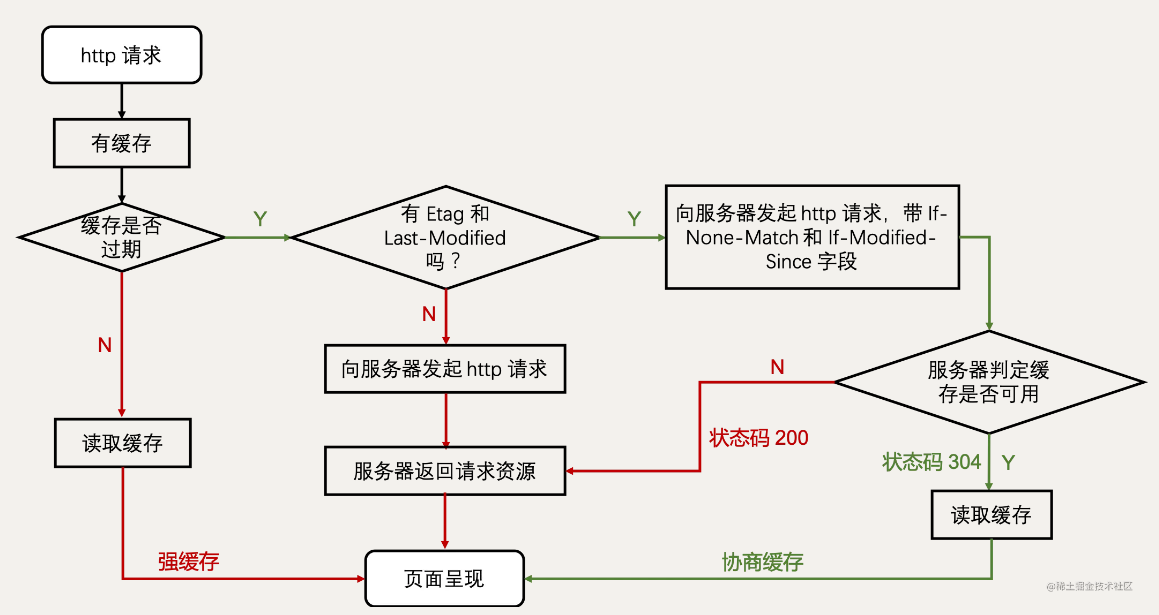 http 请求
有缓存
缓存是否
过期
Y
有 Etag 和
Last-Modified
吗？
Y
向服务器发起 http 请求，带 If-
None-Match 和 If-Modified-
Since 字段
N
N
向服务器发起 http 请求
N
服务器判定缓
存是否可用
状态码 200
读取缓存
服务器返回请求资源
状态码 304
Y
读取缓存
强缓存
页面呈现
协商缓存
@稀土掘金技术社区